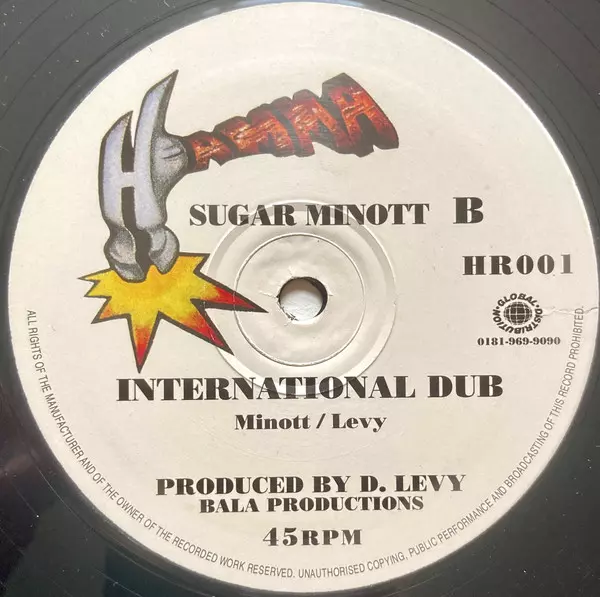 HAMMA
SUGAR MINOTT B
HR001
GLOBAL · DISTRIBUTION ·
0181-969-9090
INTERNATIONAL DUB
Minott / Levy
PRODUCED BY D. LEVY
BALA PRODUCTIONS
45RPM
ALL RIGHTS OF THE MANUFACTURER AND OF THE OWNER OF THE RECORDED WORK RESERVED. UNAUTHORISED COPYING, PUBLIC PERFORMANCE AND BROADCASTING OF THIS RECORD PROHIBITED.